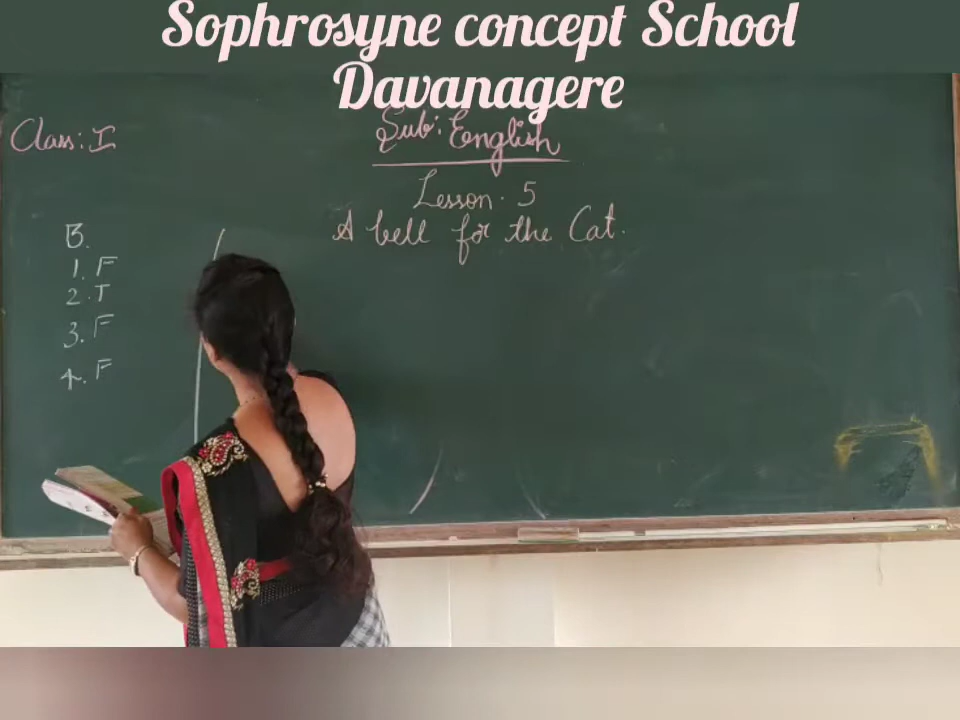 Sophrosyne concept School
Davanagere
Class: I
Sub: English
Lesson. 5
A bell for the Cat.
B.
1. F
2. T
3. F
4. F